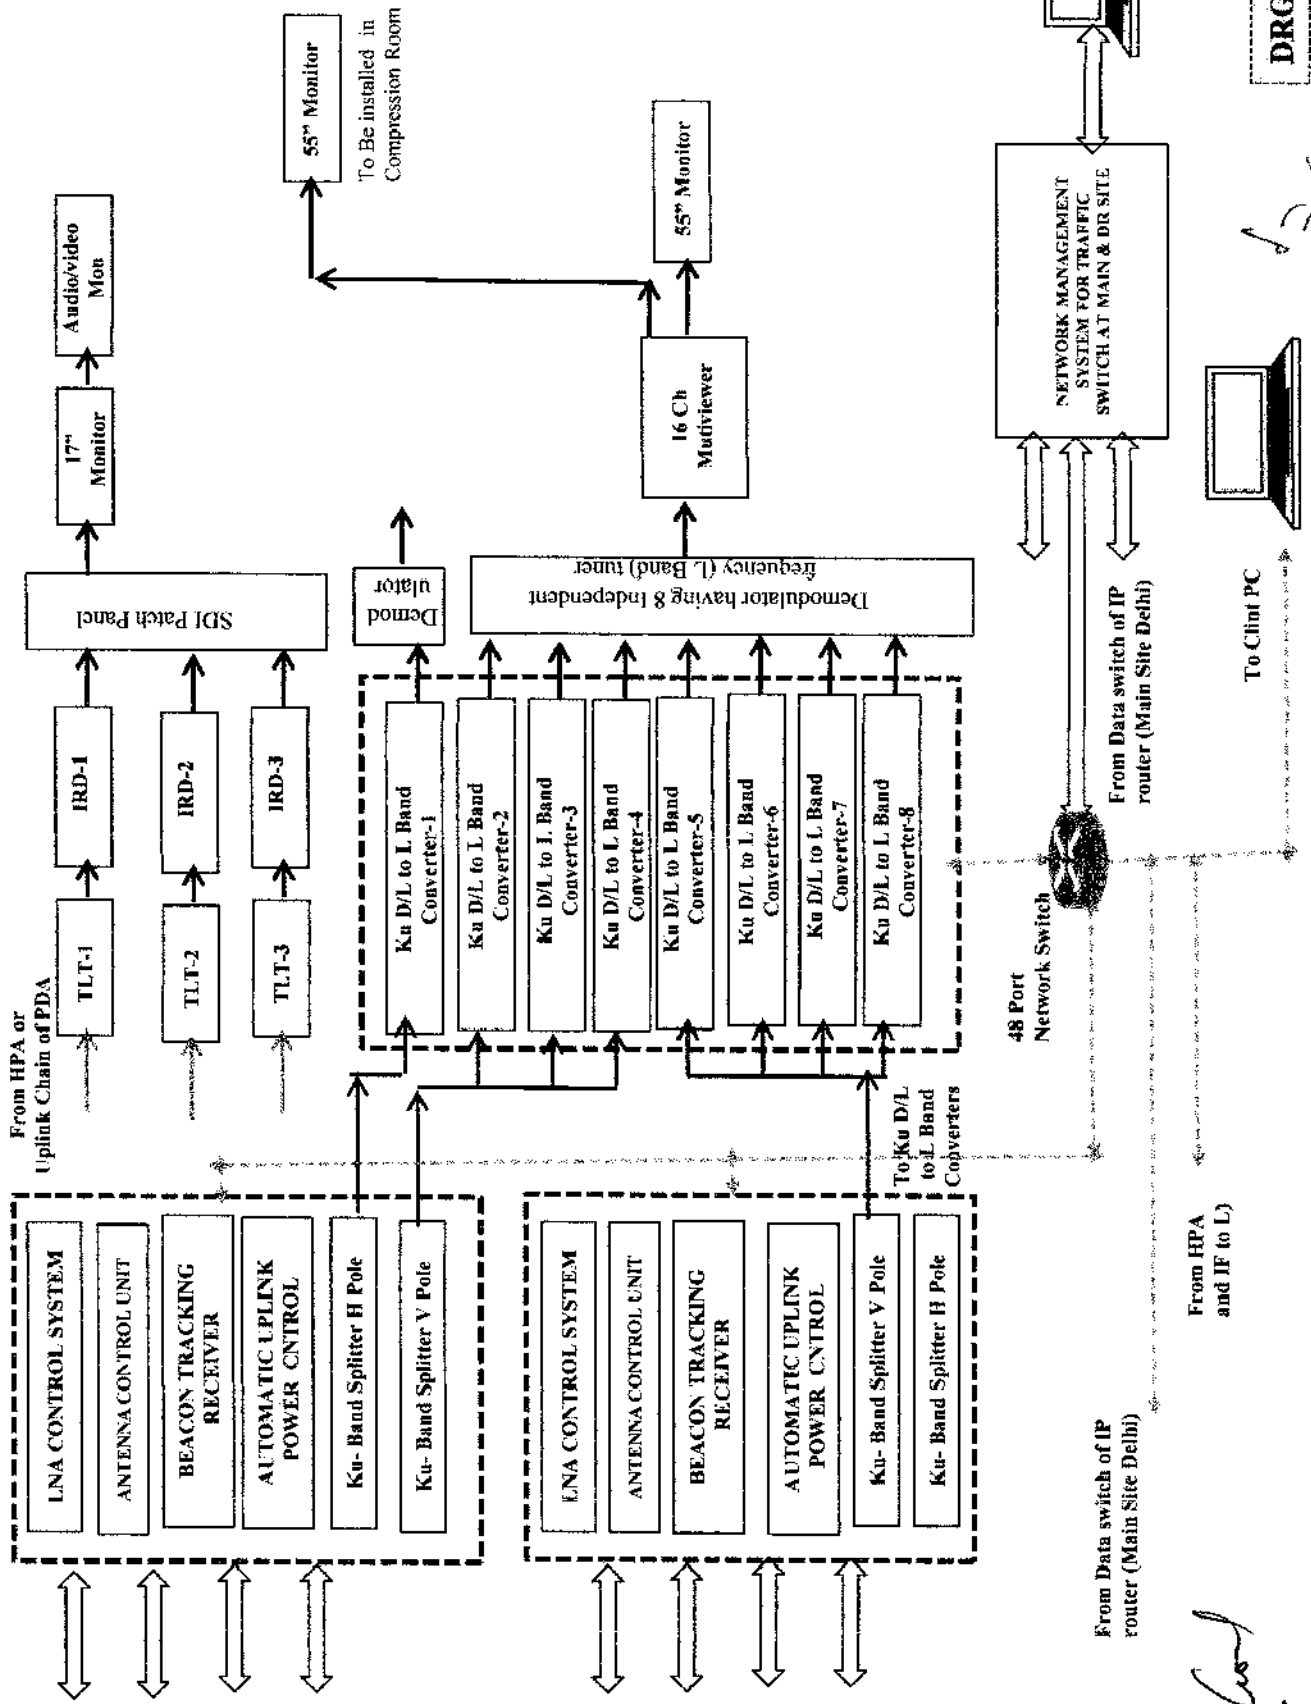 From HPA or
Uplink Chain of PDA
TLT-1
IRD-1
TLT-2
IRD-2
TLT-3
IRD-3
SDI Patch Panel
17”
Monitor
Audio/video
Mon
55” Monitor
To Be installed in
Compression Room
LNA CONTROL SYSTEM
ANTENNA CONTROL UNIT
BEACON TRACKING
RECEIVER
AUTOMATIC UPLINK
POWER CNTROL
Ku- Band Splitter H Pole
Ku- Band Splitter V Pole
Ku D/L to L Band
Converter-1
Ku D/L to L Band
Converter-2
Ku D/L to L Band
Converter-3
Ku D/L to L Band
Converter-4
Ku D/L to L Band
Converter-5
Ku D/L to L Band
Converter-6
Ku D/L to L Band
Converter-7
Ku D/L to L Band
Converter-8
Demod
ulator
Demodulator having 8 Independent
frequency (L Band) tuner
16 Ch
Mutiviewer
55” Monitor
LNA CONTROL SYSTEM
ANTENNA CONTROL UNIT
BEACON TRACKING
RECEIVER
AUTOMATIC UPLINK
POWER CNTROL
Ku- Band Splitter V Pole
Ku- Band Splitter H Pole
To Ku D/L
to L Band
Converters
48 Port
Network Switch
NETWORK MANAGEMENT
SYSTEM FOR TRAFFIC
SWITCH AT MAIN & DR SITE
From Data switch of IP
router (Main Site Delhi)
From Data switch of IP
router (Main Site Delhi)
From HPA
and IF to L)
To Clint PC
DRG